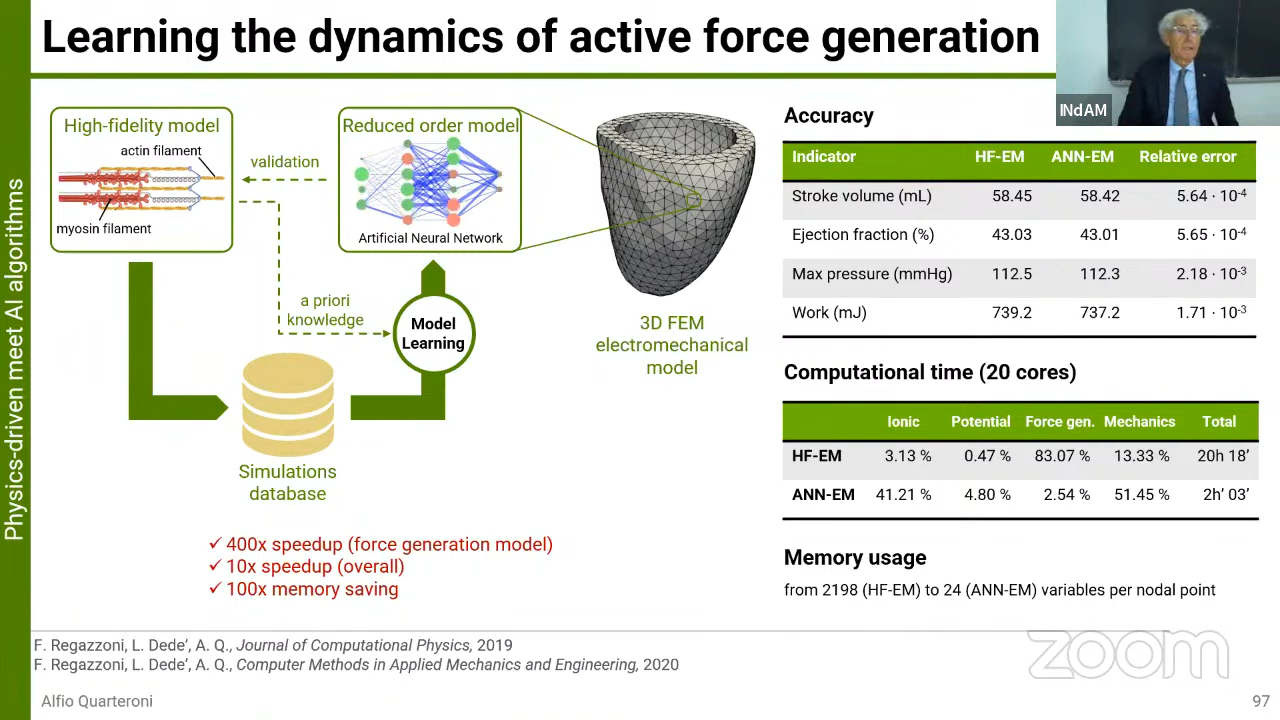 Learning the dynamics of active force generation
INdAM
Physics-driven meet AI algorithms
High-fidelity model
actin filament
myosin filament
validation
Reduced order model
Artificial Neural Network
a priori
knowledge
Model
Learning
Simulations
database
3D FEM
electromechanical
model
✓ 400x speedup (force generation model)
✓ 10x speedup (overall)
✓ 100x memory saving
Accuracy
Indicator HF-EM ANN-EM Relative error
Stroke volume (mL) 58.45 58.42 5.64 · 10-4
Ejection fraction (%) 43.03 43.01 5.65 · 10-4
Max pressure (mmHg) 112.5 112.3 2.18 · 10-3
Work (mJ) 739.2 737.2 1.71 · 10-3
Computational time (20 cores)
Ionic Potential Force gen. Mechanics Total
HF-EM 3.13 % 0.47 % 83.07 % 13.33 % 20h 18’
ANN-EM 41.21 % 4.80 % 2.54 % 51.45 % 2h’ 03’
Memory usage
from 2198 (HF-EM) to 24 (ANN-EM) variables per nodal point
F. Regazzoni, L. Dede’, A. Q., Journal of Computational Physics, 2019
F. Regazzoni, L. Dede’, A. Q., Computer Methods in Applied Mechanics and Engineering, 2020
zoom
Alfio Quarteroni
97